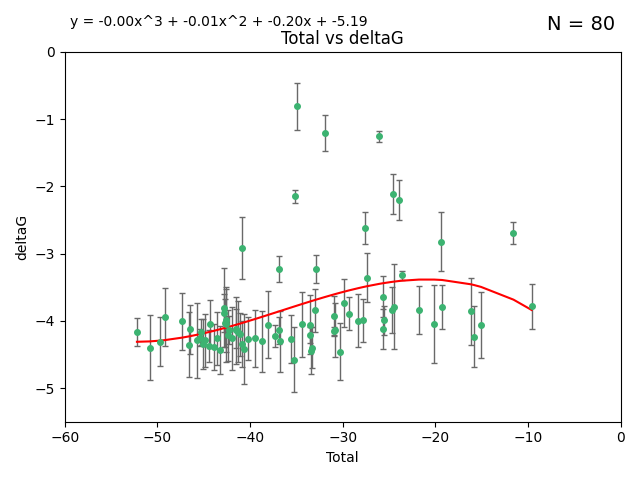 y = -0.00x^3 + -0.01x^2 + -0.20x + -5.19
N = 80
Total vs deltaG
0
−1
−2
−3
−4
−5
deltaG
−60 −50 −40 −30 −20 −10 0
Total